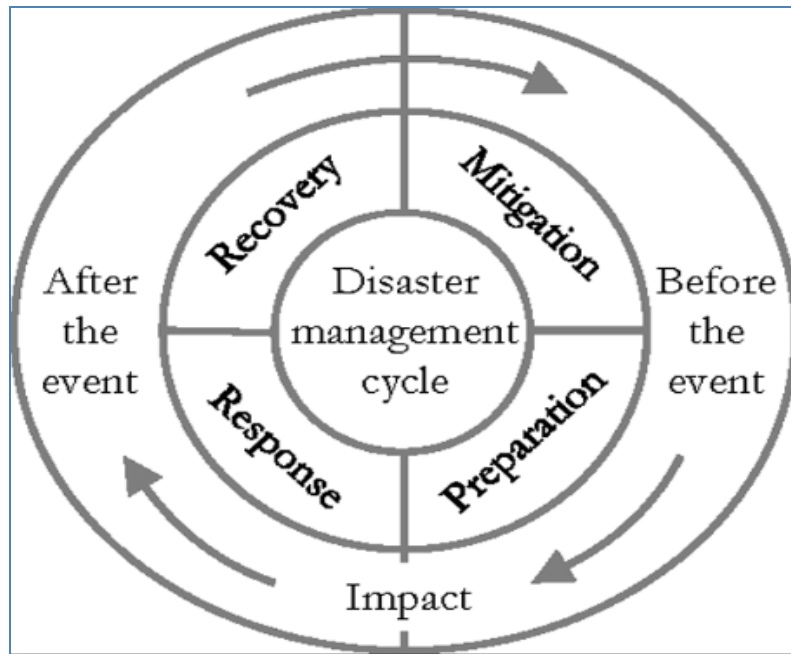 Recovery
Mitigation
After
the
event
Disaster
management
cycle
Before
the
event
Response
Preparation
Impact